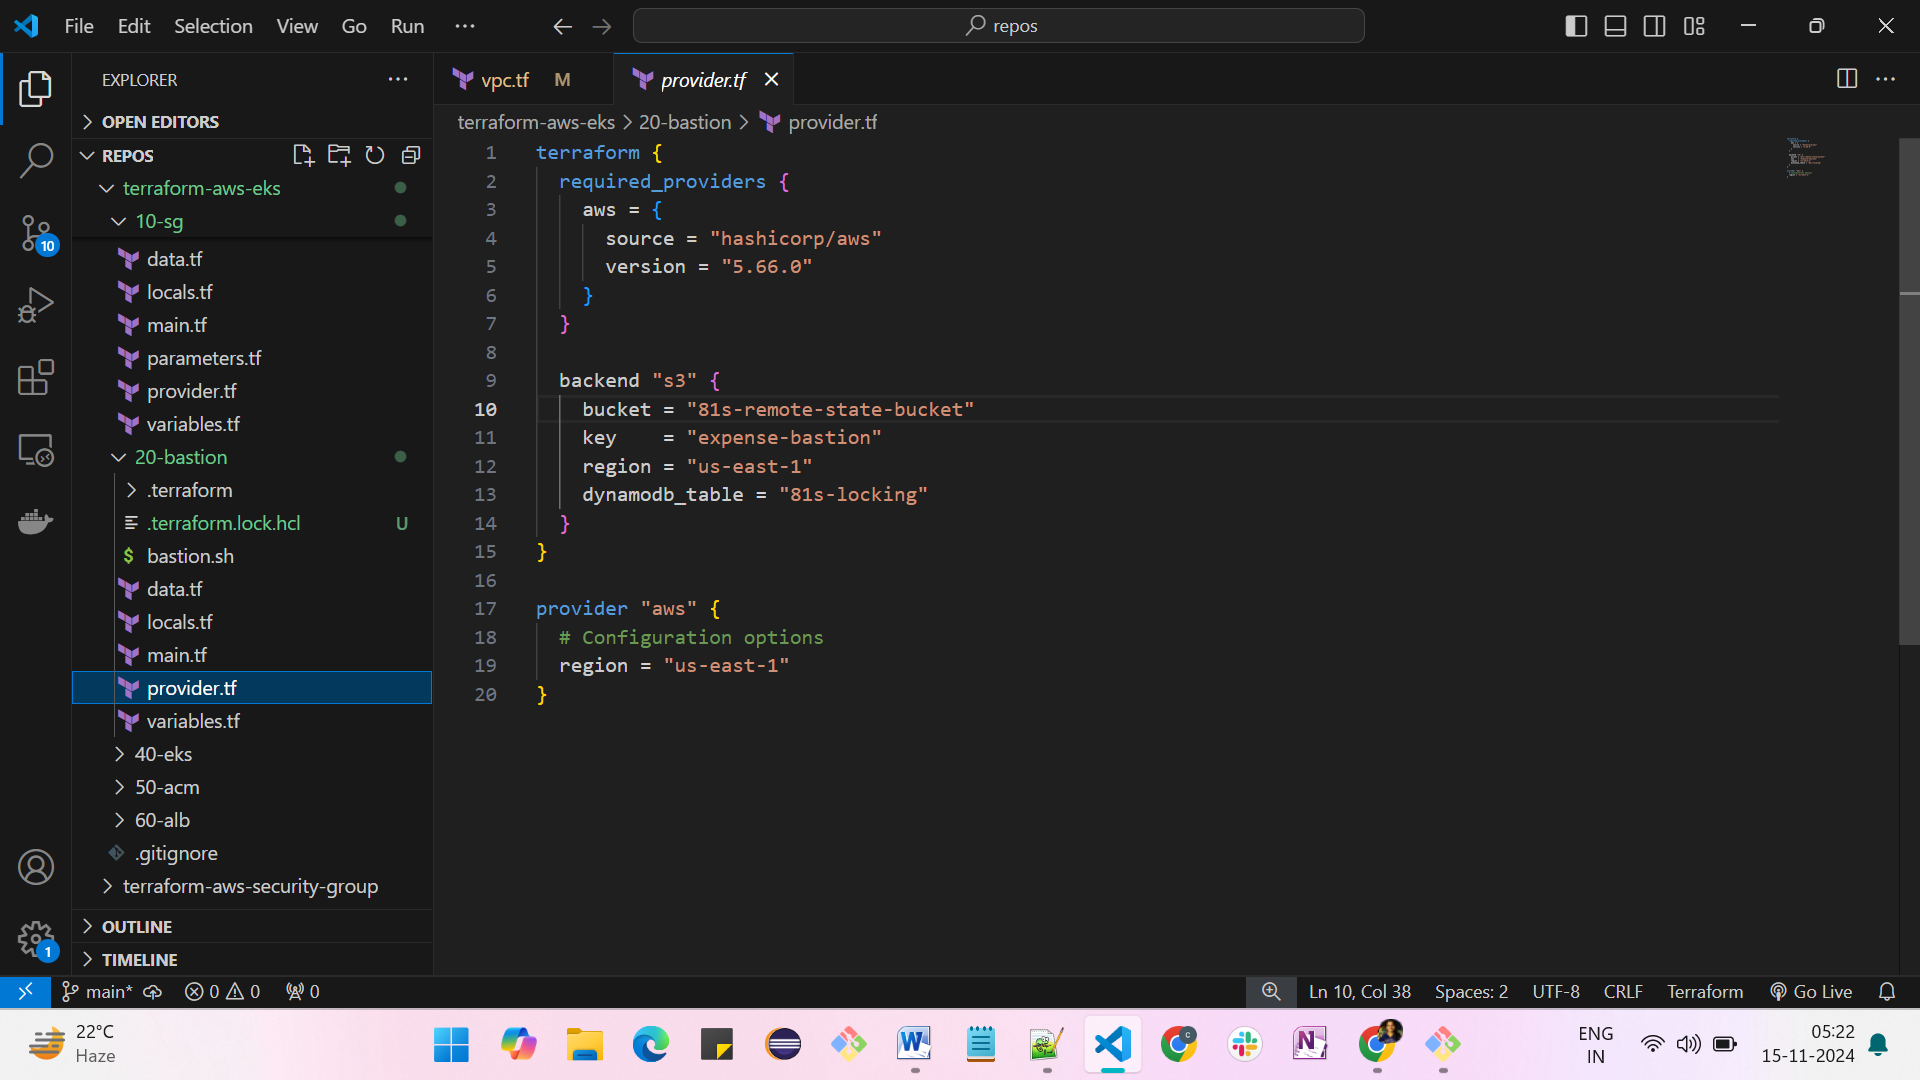 File Edit Selection View Go Run ··· repos
EXPLORER ···
OPEN EDITORS
REPOS
terraform-aws-eks
10-sg
data.tf
locals.tf
main.tf
parameters.tf
provider.tf
variables.tf
20-bastion
.terraform
.terraform.lock.hcl U
$ bastion.sh
data.tf
locals.tf
main.tf
provider.tf
variables.tf
40-eks
50-acm
60-alb
.gitignore
terraform-aws-security-group
OUTLINE
TIMELINE
10
1
vpc.tf M provider.tf
terraform-aws-eks > 20-bastion > provider.tf
1 terraform {
2   required_providers {
3     aws = {
4       source = "hashicorp/aws"
5       version = "5.66.0"
6     }
7   }
8
9   backend "s3" {
10     bucket = "81s-remote-state-bucket"
11     key    = "expense-bastion"
12     region = "us-east-1"
13     dynamodb_table = "81s-locking"
14   }
15 }
16
17 provider "aws" {
18   # Configuration options
19   region = "us-east-1"
20 }
main* 0 0 0 Ln 10, Col 38 Spaces: 2 UTF-8 CRLF Terraform Go Live
22°C
Haze
ENG
IN
05:22
15-11-2024